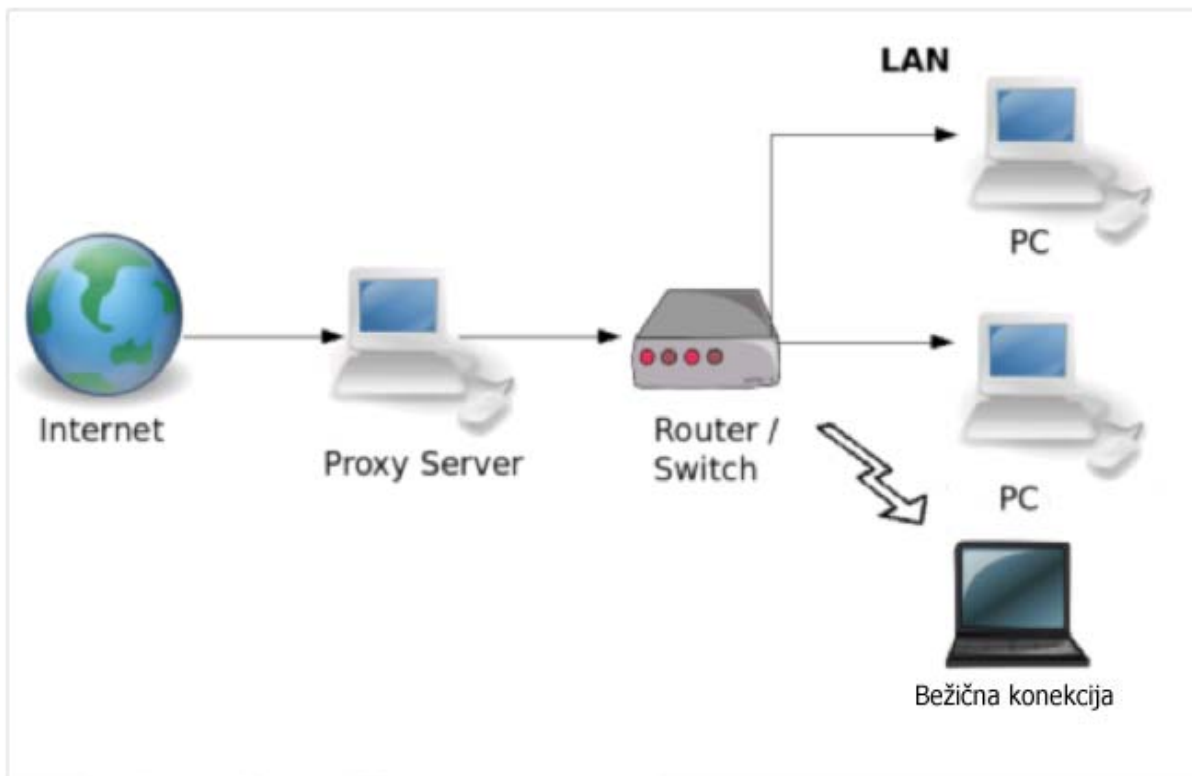 LAN
PC
Internet
Proxy Server
Router /
Switch
PC
Bežična konekcija